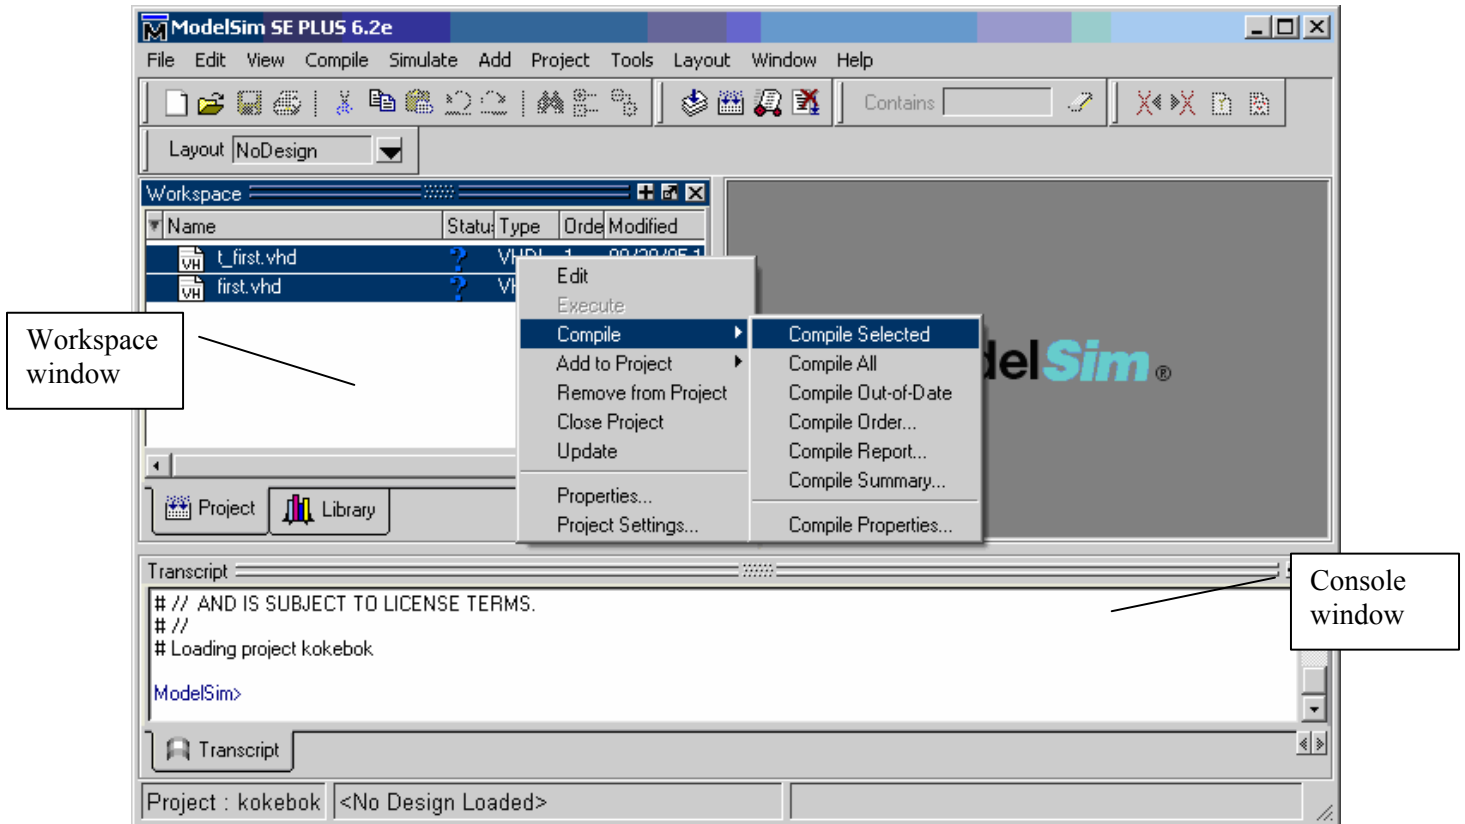 ModelSim SE PLUS 6.2e
File Edit View Compile Simulate Add Project Tools Layout Window Help
Contains
Layout NoDesign
Workspace
Name Statu Type Orde Modified
t_first.vhd
first.vhd
Edit
Execute
Compile
Add to Project
Remove from Project
Close Project
Update
Properties...
Project Settings...
Compile Selected
Compile All
Compile Out-of-Date
Compile Order...
Compile Report...
Compile Summary...
Compile Properties...
delSim ®
Workspace
window
Project Library
Transcript
# // AND IS SUBJECT TO LICENSE TERMS.
# //
# Loading project kokebok
ModelSim>
Console
window
Transcript
Project : kokebok <No Design Loaded>